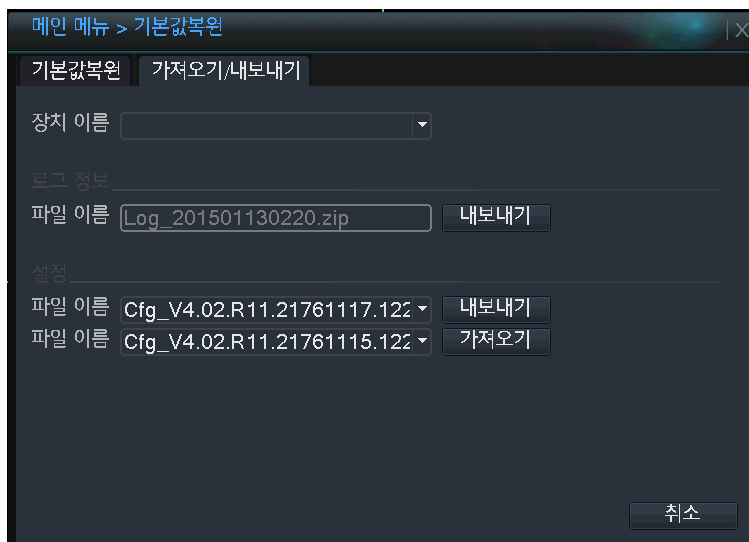 메인 메뉴 > 기본값복원
X
기본값복원 가져오기/내보내기
장치 이름
로그 정보
파일 이름 Log_201501130220.zip 내보내기
설정
파일 이름 Cfg_V4.02.R11.21761117.122 내보내기
파일 이름 Cfg_V4.02.R11.21761115.122 가져오기
취소